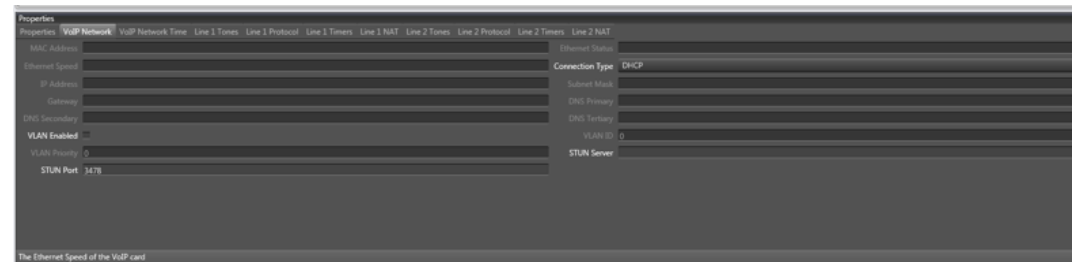 Properties
Properties VoIP Network VoIP Network Time Line 1 Tones Line 1 Protocol Line 1 Timers Line 1 NAT Line 2 Tones Line 2 Protocol Line 2 Timers Line 2 NAT
MAC Address Ethernet Status
Ethernet Speed Connection Type DHCP
IP Address Subnet Mask
Gateway DNS Primary
DNS Secondary DNS Tertiary
VLAN Enabled VLAN ID 0
VLAN Priority 0 STUN Server
STUN Port 3478
The Ethernet Speed of the VoIP card